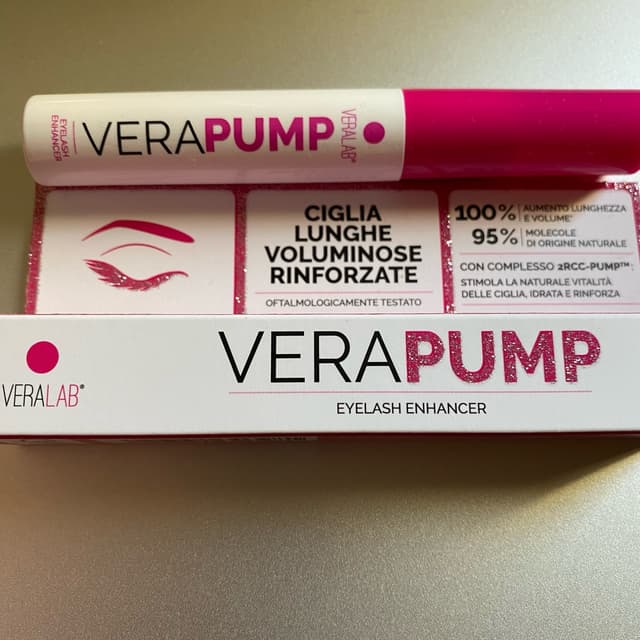 EYELASH
ENHANCER
VERAPUMP
VERALAB®
CIGLIA
LUNGHE
VOLUMINOSE
RINFORZATE
OFTALMOLOGICAMENTE TESTATO
100% AUMENTO LUNGHEZZA
E VOLUME*
95% MOLECOLE
DI ORIGINE NATURALE
CON COMPLESSO 2RCC-PUMP™:
STIMOLA LA NATURALE VITALITÀ
DELLE CIGLIA, IDRATA E RINFORZA
VERALAB®
VERAPUMP
EYELASH ENHANCER